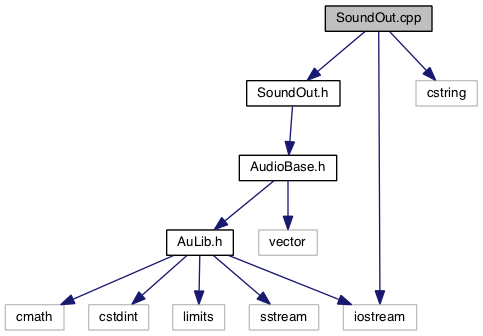 SoundOut.cpp
SoundOut.h
cstring
AudioBase.h
AuLib.h
vector
cmath
cstdint
limits
sstream
iostream